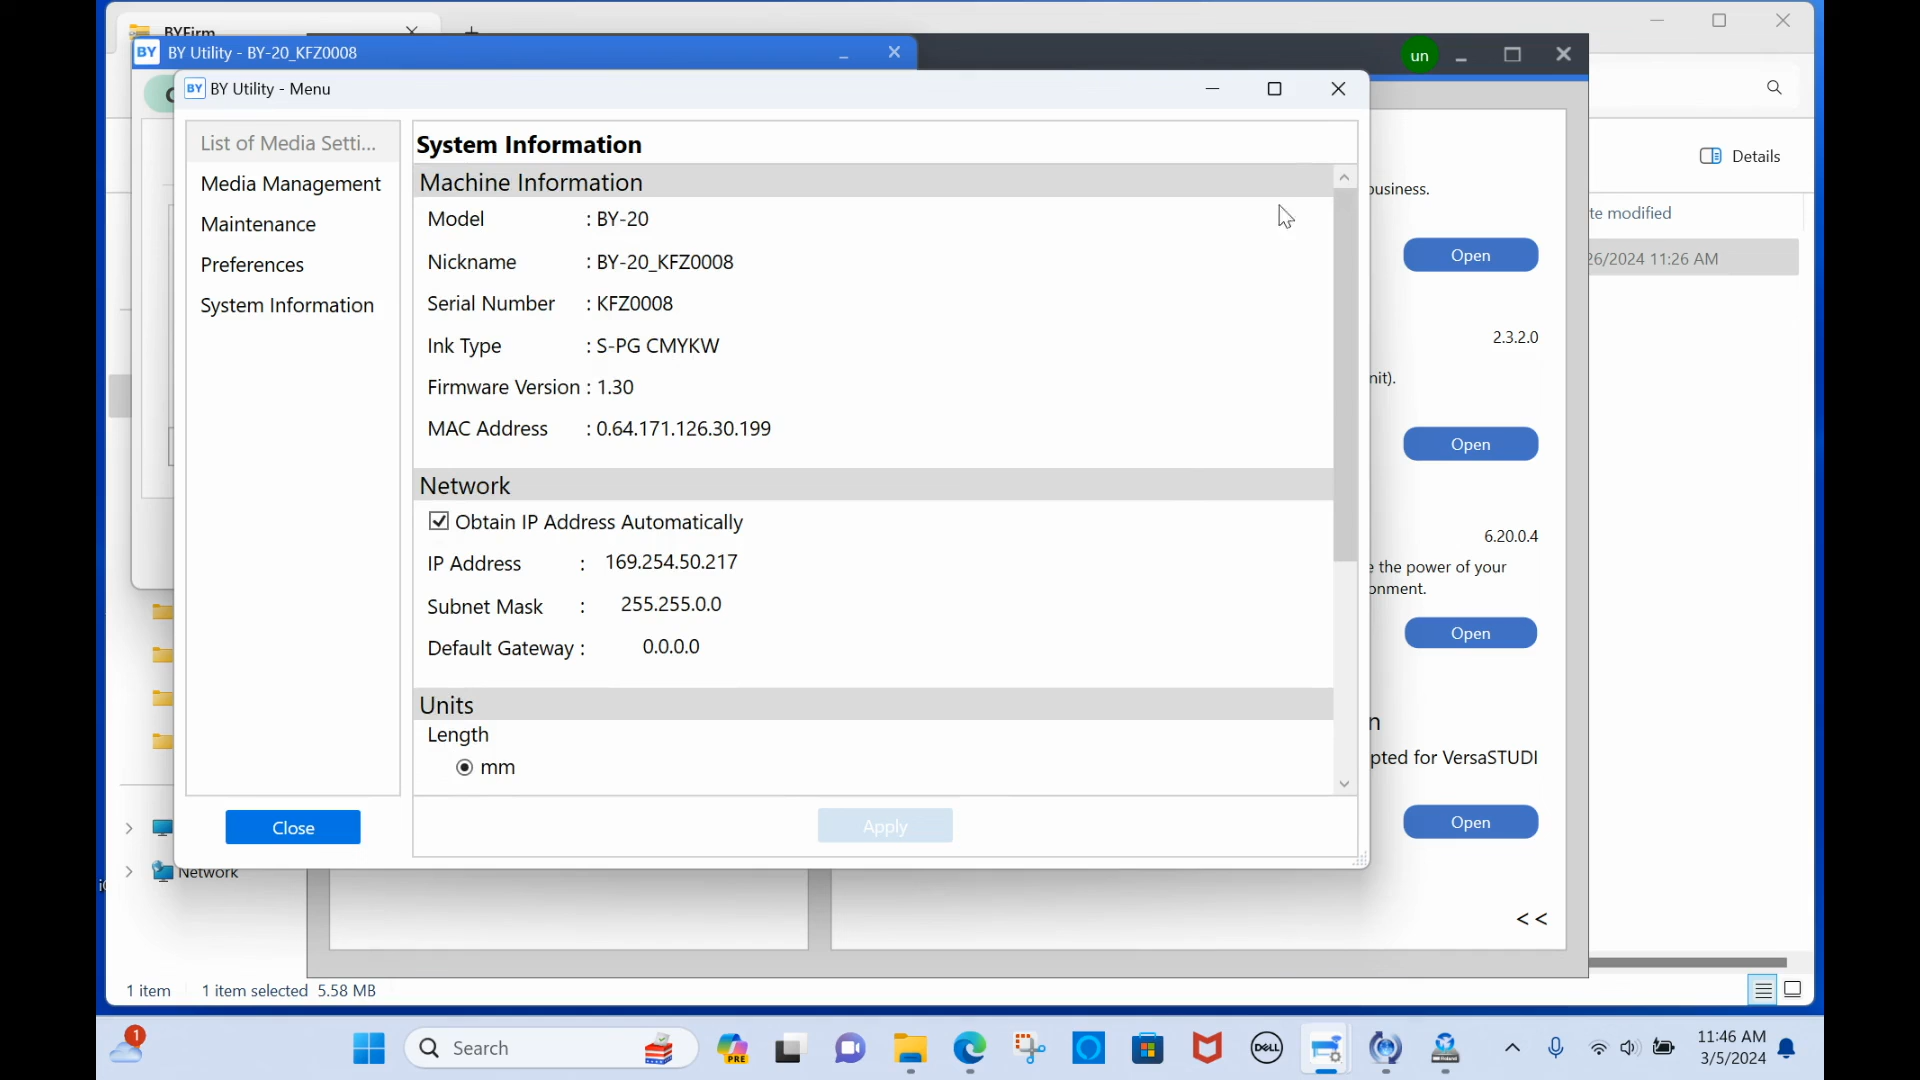 BYFirm
BY BY Utility - BY-20_KFZ0008
un
BY BY Utility - Menu
List of Media Setti...
Media Management
Maintenance
Preferences
System Information
Close
System Information
Machine Information
Model : BY-20
Nickname : BY-20_KFZ0008
Serial Number : KFZ0008
Ink Type : S-PG CMYKW
Firmware Version : 1.30
MAC Address : 0.64.171.126.30.199
Network
Obtain IP Address Automatically
IP Address : 169.254.50.217
Subnet Mask : 255.255.0.0
Default Gateway : 0.0.0.0
Units
Length
mm
Apply
business.
Open
2.3.2.0
nit).
Open
6.20.0.4
e the power of your
onment.
Open
n
pted for VersaSTUDI
Open
<<
Details
te modified
26/2024 11:26 AM
Network
1 item 1 item selected 5.58 MB
1
Search
PRE
DELL
11:46 AM
3/5/2024